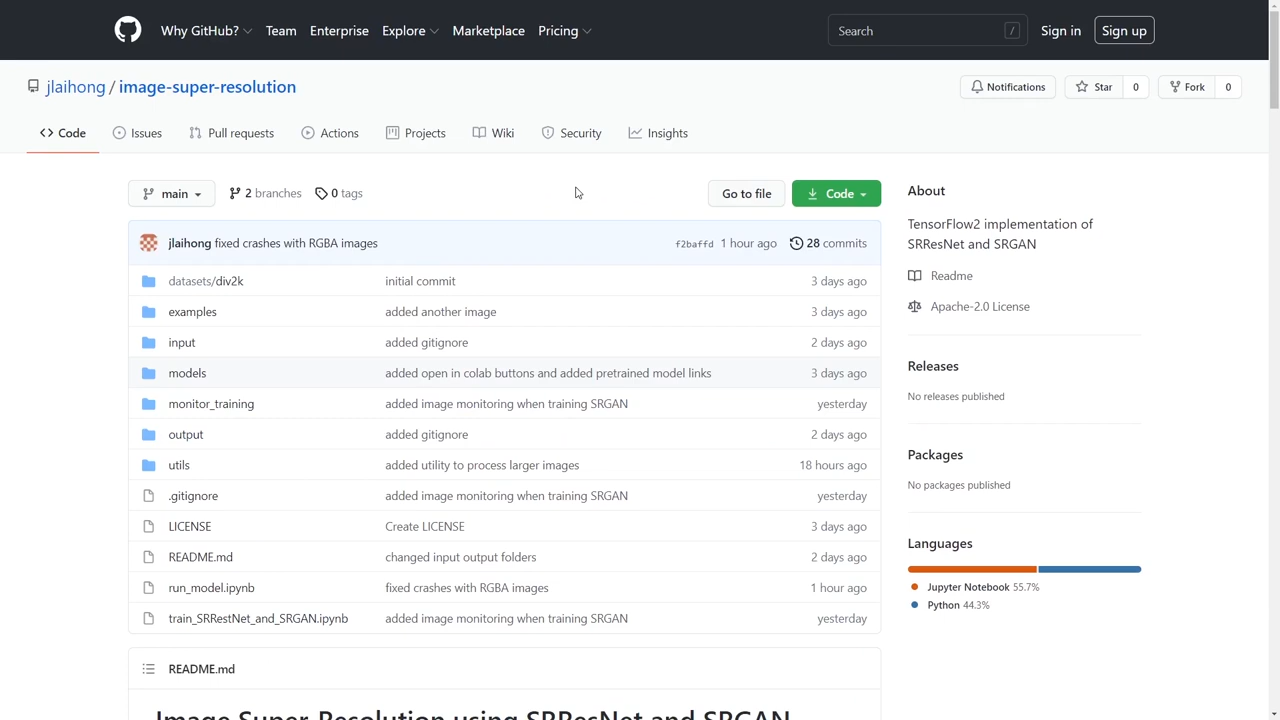 Why GitHub? Team Enterprise Explore Marketplace Pricing Search / Sign in Sign up
jlaihong / image-super-resolution Notifications Star 0 Fork 0
Code Issues Pull requests Actions Projects Wiki Security Insights
main 2 branches 0 tags Go to file Code
jlaihong fixed crashes with RGBA images f2baffd 1 hour ago 28 commits
datasets/div2k initial commit 3 days ago
examples added another image 3 days ago
input added gitignore 2 days ago
models added open in colab buttons and added pretrained model links 3 days ago
monitor_training added image monitoring when training SRGAN yesterday
output added gitignore 2 days ago
utils added utility to process larger images 18 hours ago
.gitignore added image monitoring when training SRGAN yesterday
LICENSE Create LICENSE 3 days ago
README.md changed input output folders 2 days ago
run_model.ipynb fixed crashes with RGBA images 1 hour ago
train_SRRestNet_and_SRGAN.ipynb added image monitoring when training SRGAN yesterday
README.md
Image Super-Resolution using SRResNet and SRGAN
About
TensorFlow2 implementation of
SRResNet and SRGAN
Readme
Apache-2.0 License
Releases
No releases published
Packages
No packages published
Languages
Jupyter Notebook 55.7%
Python 44.3%